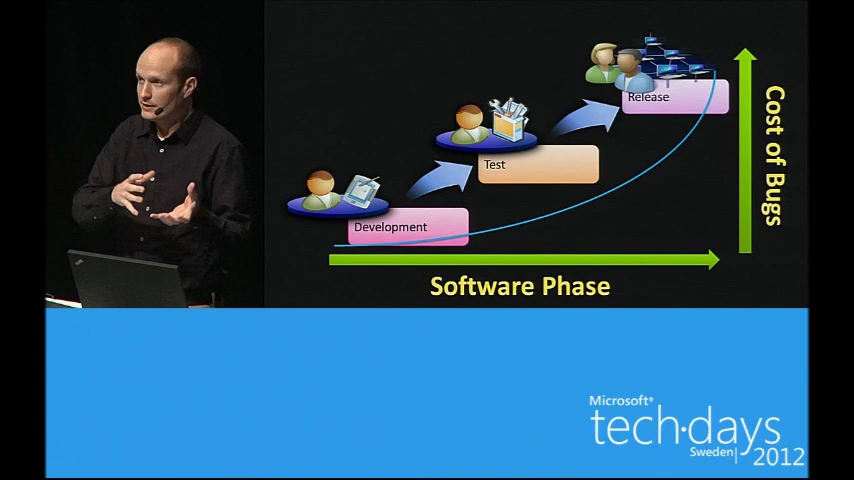 Release
Test
Development
Cost of Bugs
Software Phase
Microsoft®
tech·days
Sweden|
2012